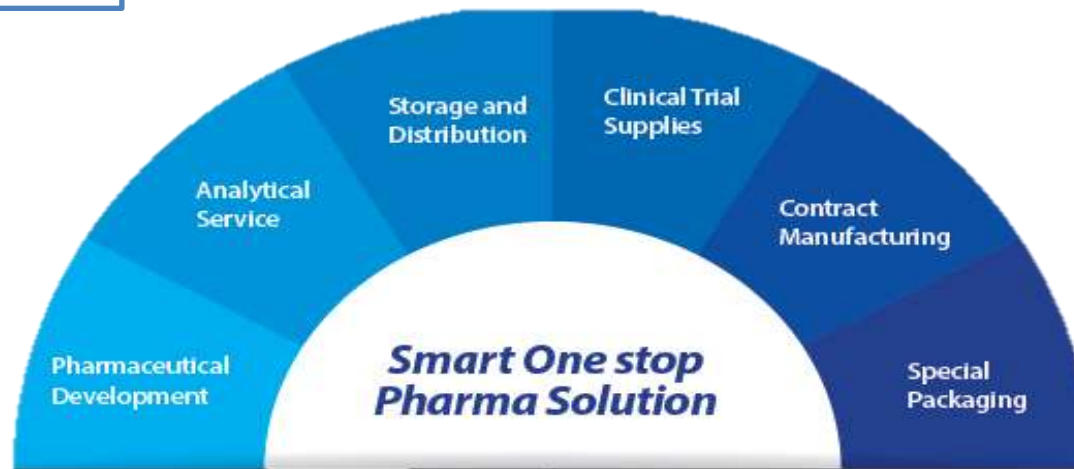 Pharmaceutical
Development
Analytical
Service
Storage and
Distribution
Clinical Trial
Supplies
Contract
Manufacturing
Special
Packaging
Smart One stop
Pharma Solution